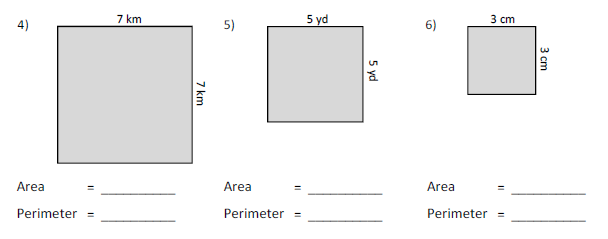 4) 7 km 5) 5 yd 6) 3 cm
7 km 5 yd 3 cm
Area = __________ Area = __________ Area = __________
Perimeter = __________ Perimeter = __________ Perimeter = __________